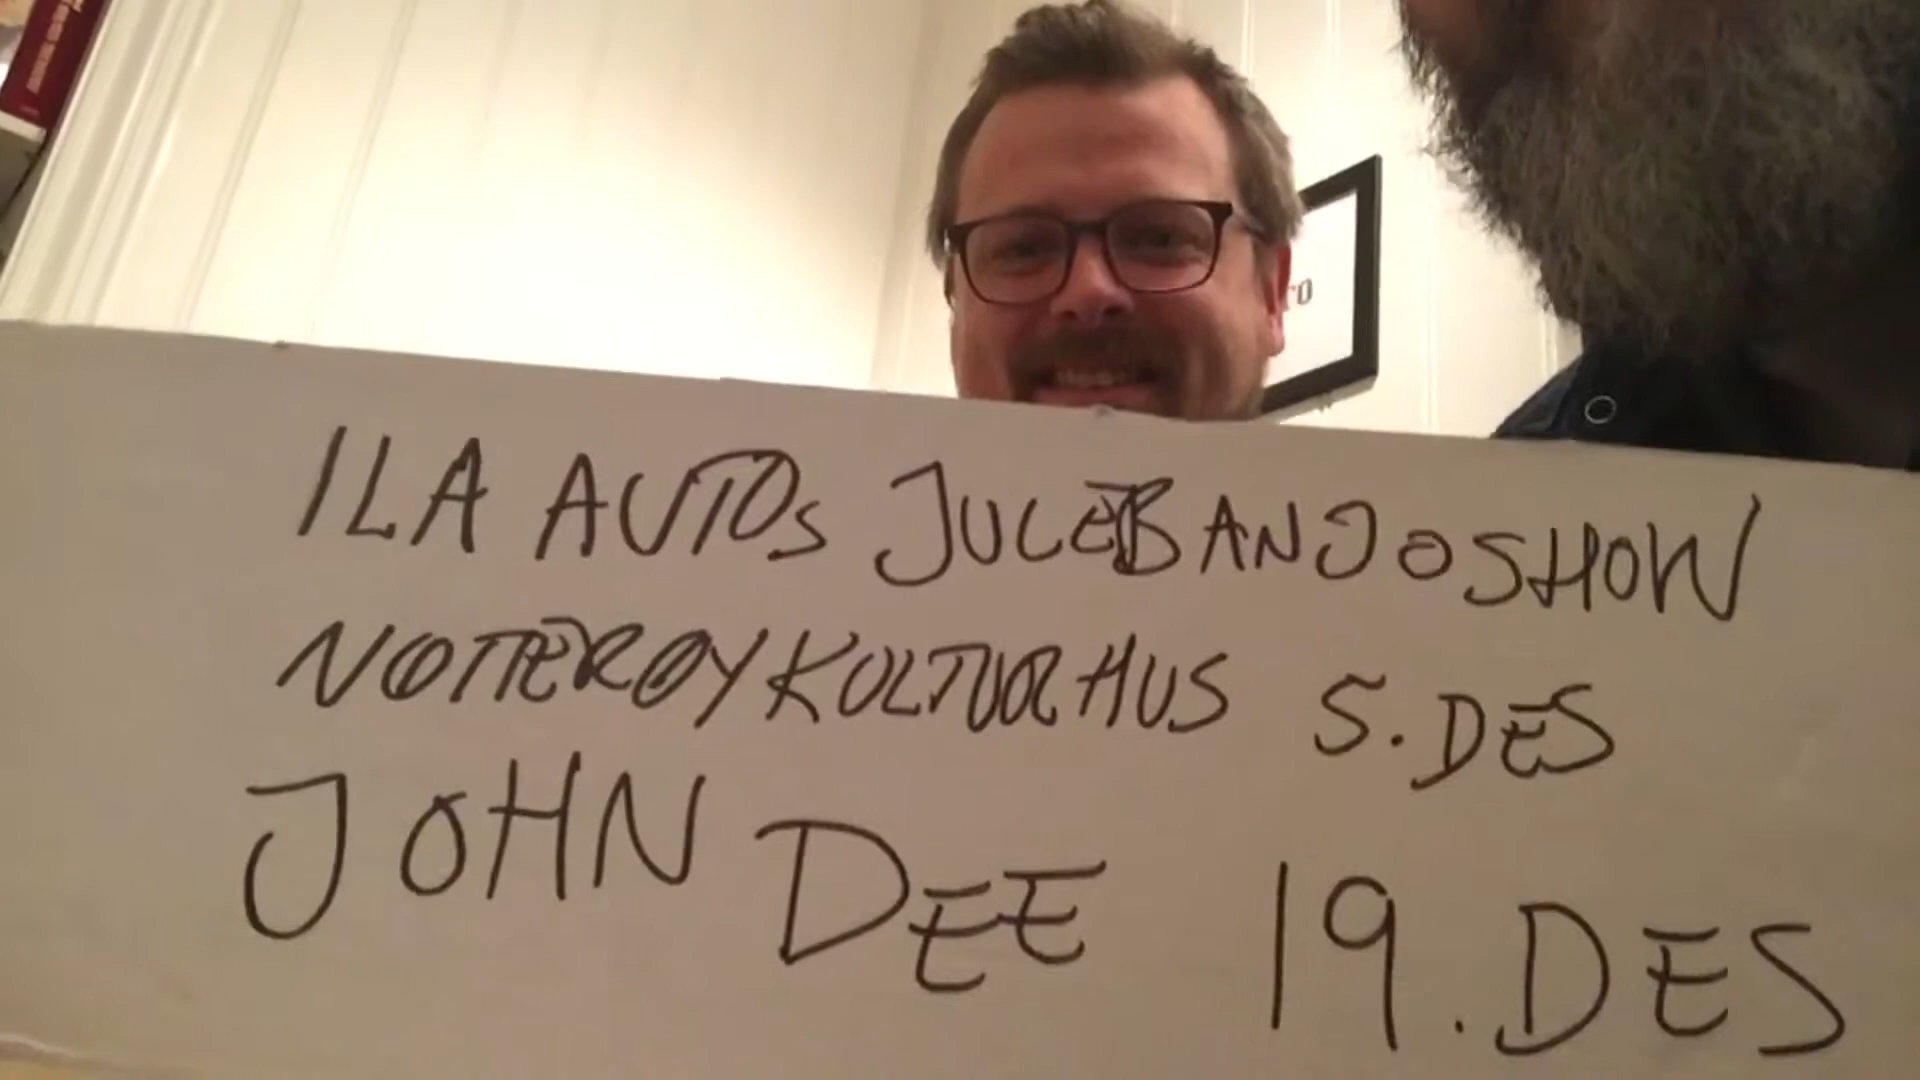 ILA AUTOs JULEBANJOSHOW
NØTTERØY KULTURHUS 5.DES
JOHN DEE 19.DES